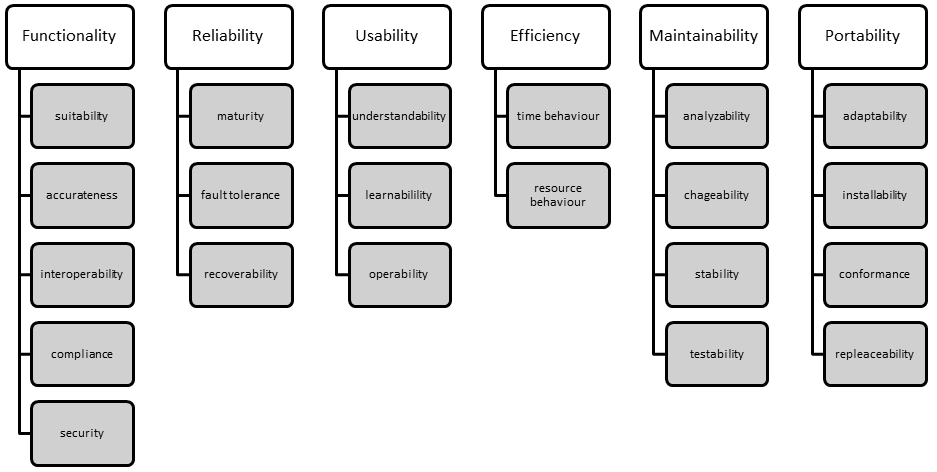 Functionality
suitability
accurateness
interoperability
compliance
security
Reliability
maturity
fault tolerance
recoverability
Usability
understandability
learnabilility
operability
Efficiency
time behaviour
resource
behaviour
Maintainability
analyzability
chageability
stability
testability
Portability
adaptability
installability
conformance
repleaceability